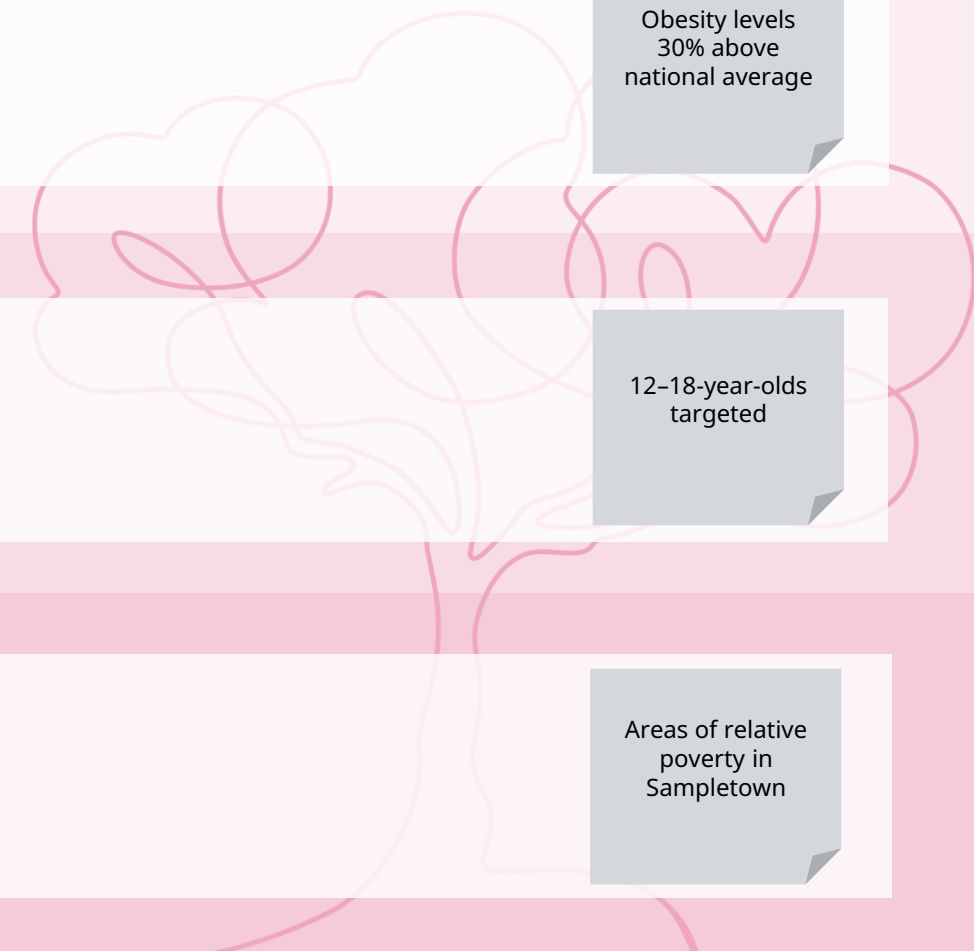 Obesity levels
30% above
national average
12–18-year-olds
targeted
Areas of relative
poverty in
Sampletown